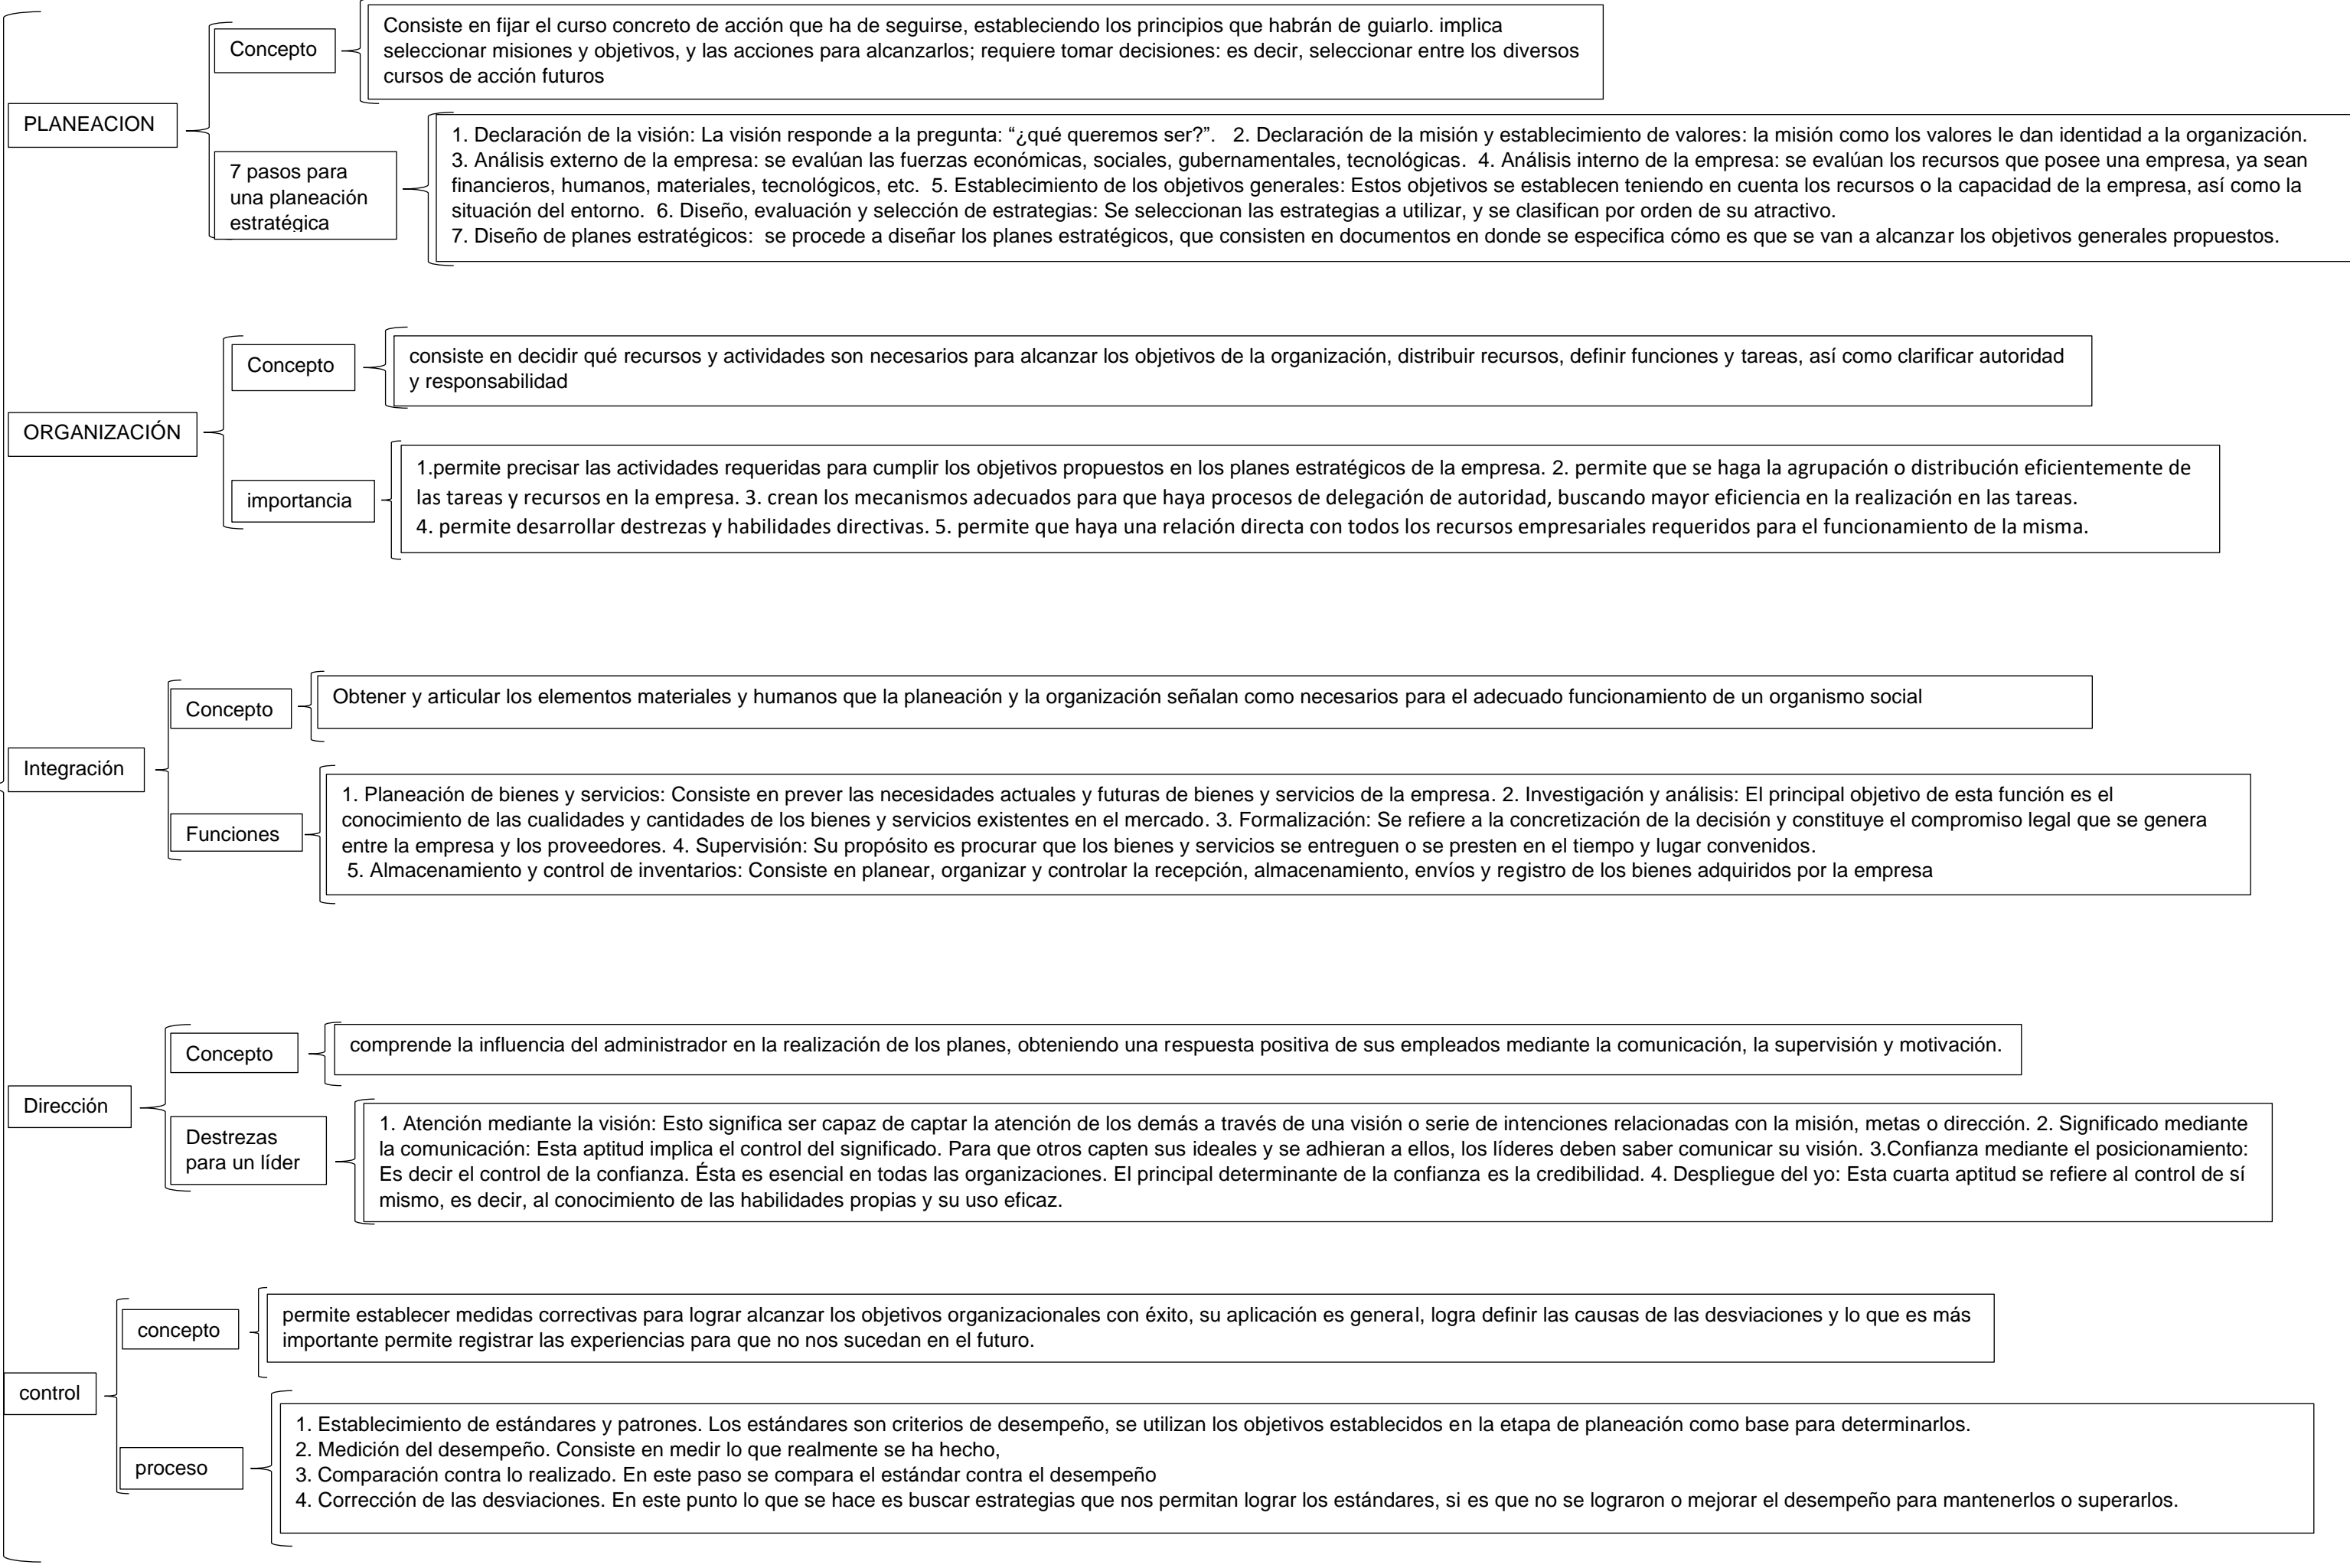 Concepto
Consiste en fijar el curso concreto de acción que ha de seguirse, estableciendo los principios que habrán de guiarlo. implica
seleccionar misiones y objetivos, y las acciones para alcanzarlos; requiere tomar decisiones: es decir, seleccionar entre los diversos
cursos de acción futuros
PLANEACION
7 pasos para
una planeación
estratégica
1. Declaración de la visión: La visión responde a la pregunta: “¿qué queremos ser?”. 2. Declaración de la misión y establecimiento de valores: la misión como los valores le dan identidad a la organización.
3. Análisis externo de la empresa: se evalúan las fuerzas económicas, sociales, gubernamentales, tecnológicas. 4. Análisis interno de la empresa: se evalúan los recursos que posee una empresa, ya sean
financieros, humanos, materiales, tecnológicos, etc. 5. Establecimiento de los objetivos generales: Estos objetivos se establecen teniendo en cuenta los recursos o la capacidad de la empresa, así como la
situación del entorno. 6. Diseño, evaluación y selección de estrategias: Se seleccionan las estrategias a utilizar, y se clasifican por orden de su atractivo.
7. Diseño de planes estratégicos: se procede a diseñar los planes estratégicos, que consisten en documentos en donde se especifica cómo es que se van a alcanzar los objetivos generales propuestos.
Concepto
consiste en decidir qué recursos y actividades son necesarios para alcanzar los objetivos de la organización, distribuir recursos, definir funciones y tareas, así como clarificar autoridad
y responsabilidad
ORGANIZACIÓN
importancia
1.permite precisar las actividades requeridas para cumplir los objetivos propuestos en los planes estratégicos de la empresa. 2. permite que se haga la agrupación o distribución eficientemente de
las tareas y recursos en la empresa. 3. crean los mecanismos adecuados para que haya procesos de delegación de autoridad, buscando mayor eficiencia en la realización en las tareas.
4. permite desarrollar destrezas y habilidades directivas. 5. permite que haya una relación directa con todos los recursos empresariales requeridos para el funcionamiento de la misma.
Concepto
Obtener y articular los elementos materiales y humanos que la planeación y la organización señalan como necesarios para el adecuado funcionamiento de un organismo social
Integración
Funciones
1. Planeación de bienes y servicios: Consiste en prever las necesidades actuales y futuras de bienes y servicios de la empresa. 2. Investigación y análisis: El principal objetivo de esta función es el
conocimiento de las cualidades y cantidades de los bienes y servicios existentes en el mercado. 3. Formalización: Se refiere a la concretización de la decisión y constituye el compromiso legal que se genera
entre la empresa y los proveedores. 4. Supervisión: Su propósito es procurar que los bienes y servicios se entreguen o se presten en el tiempo y lugar convenidos.
5. Almacenamiento y control de inventarios: Consiste en planear, organizar y controlar la recepción, almacenamiento, envíos y registro de los bienes adquiridos por la empresa
Concepto
comprende la influencia del administrador en la realización de los planes, obteniendo una respuesta positiva de sus empleados mediante la comunicación, la supervisión y motivación.
Dirección
Destrezas
para un líder
1. Atención mediante la visión: Esto significa ser capaz de captar la atención de los demás a través de una visión o serie de intenciones relacionadas con la misión, metas o dirección. 2. Significado mediante
la comunicación: Esta aptitud implica el control del significado. Para que otros capten sus ideales y se adhieran a ellos, los líderes deben saber comunicar su visión. 3.Confianza mediante el posicionamiento:
Es decir el control de la confianza. Ésta es esencial en todas las organizaciones. El principal determinante de la confianza es la credibilidad. 4. Despliegue del yo: Esta cuarta aptitud se refiere al control de sí
mismo, es decir, al conocimiento de las habilidades propias y su uso eficaz.
concepto
permite establecer medidas correctivas para lograr alcanzar los objetivos organizacionales con éxito, su aplicación es general, logra definir las causas de las desviaciones y lo que es más
importante permite registrar las experiencias para que no nos sucedan en el futuro.
control
proceso
1. Establecimiento de estándares y patrones. Los estándares son criterios de desempeño, se utilizan los objetivos establecidos en la etapa de planeación como base para determinarlos.
2. Medición del desempeño. Consiste en medir lo que realmente se ha hecho,
3. Comparación contra lo realizado. En este paso se compara el estándar contra el desempeño
4. Corrección de las desviaciones. En este punto lo que se hace es buscar estrategias que nos permitan lograr los estándares, si es que no se lograron o mejorar el desempeño para mantenerlos o superarlos.